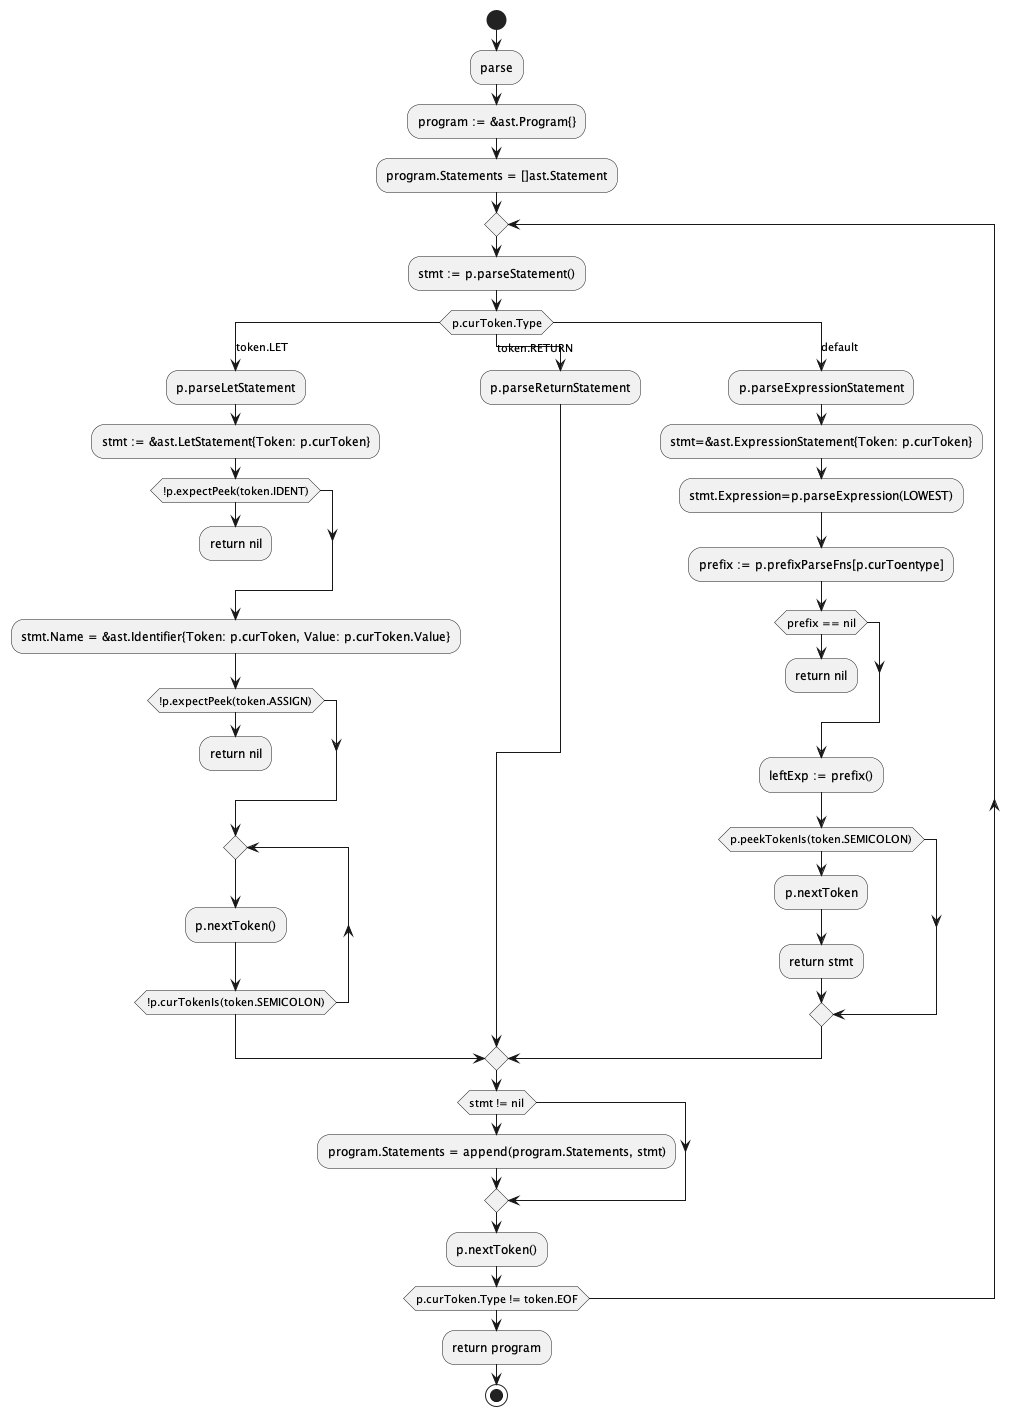 parse
program := &ast.Program{}
program.Statements = []ast.Statement
stmt := p.parseStatement()
p.curToken.Type
token.LET
p.parseLetStatement
stmt := &ast.LetStatement{Token: p.curToken}
!p.expectPeek(token.IDENT)
return nil
stmt.Name = &ast.Identifier{Token: p.curToken, Value: p.curToken.Value}
!p.expectPeek(token.ASSIGN)
return nil
p.nextToken()
!p.curTokenIs(token.SEMICOLON)
token.RETURN
p.parseReturnStatement
default
p.parseExpressionStatement
stmt=&ast.ExpressionStatement{Token: p.curToken}
stmt.Expression=p.parseExpression(LOWEST)
prefix := p.prefixParseFns[p.curToentype]
prefix == nil
return nil
leftExp := prefix()
p.peekTokenIs(token.SEMICOLON)
p.nextToken
return stmt
stmt != nil
program.Statements = append(program.Statements, stmt)
p.nextToken()
p.curToken.Type != token.EOF
return program